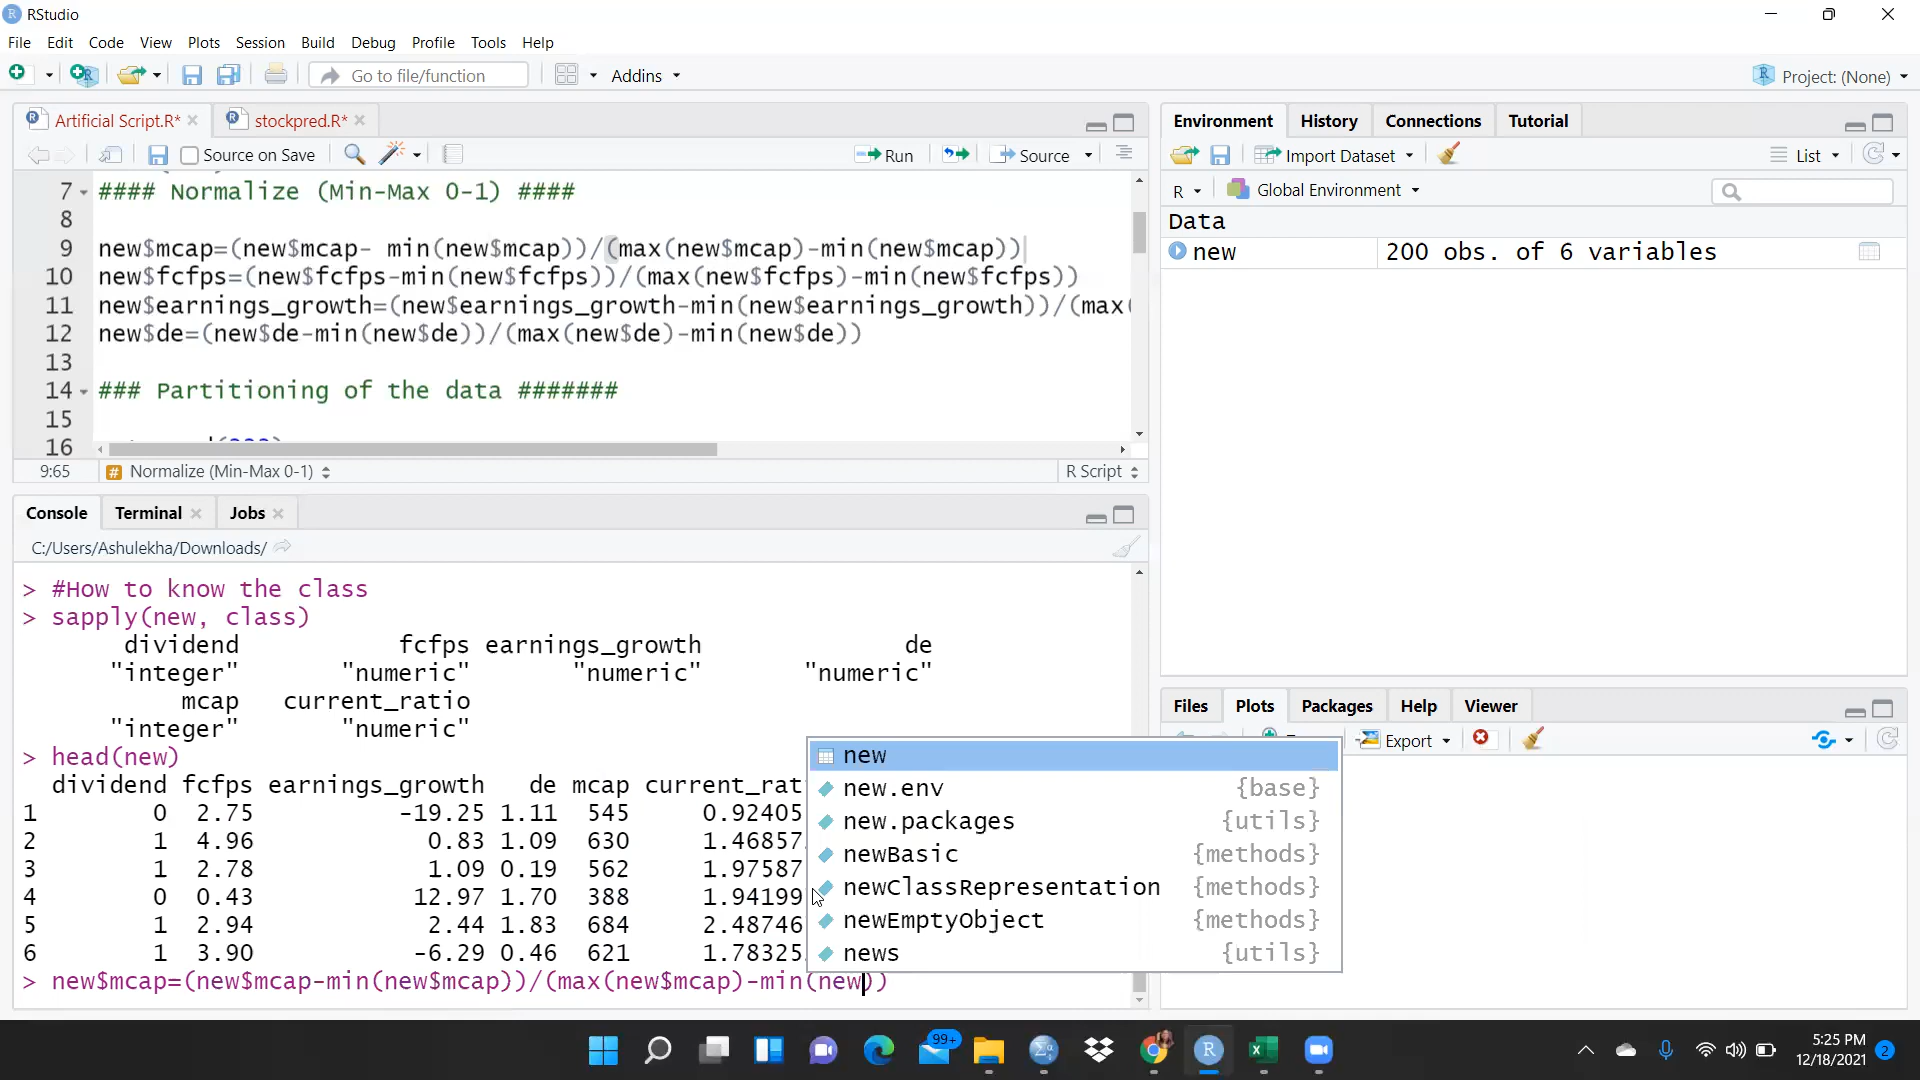 RStudio
File Edit Code View Plots Session Build Debug Profile Tools Help
Go to file/function Addins Project: (None)
Artificial Script.R* stockpred.R*
Source on Save Run Source
7 #### Normalize (Min-Max 0-1) ####
8
9 new$mcap=(new$mcap- min(new$mcap))/(max(new$mcap)-min(new$mcap))
10 new$fcfps=(new$fcfps-min(new$fcfps))/(max(new$fcfps)-min(new$fcfps))
11 new$earnings_growth=(new$earnings_growth-min(new$earnings_growth))/(max(
12 new$de=(new$de-min(new$de))/(max(new$de)-min(new$de))
13
14 ### Partitioning of the data #######
15
16
9:65 Normalize (Min-Max 0-1) R Script
Console Terminal Jobs
C:/Users/Ashulekha/Downloads/
> #How to know the class
> sapply(new, class)
dividend fcfps earnings_growth de
"integer" "numeric" "numeric" "numeric"
mcap current_ratio
"integer" "numeric"
> head(new)
dividend fcfps earnings_growth de mcap current_rat
1 0 2.75 -19.25 1.11 545 0.92405
2 1 4.96 0.83 1.09 630 1.46857
3 1 2.78 1.09 0.19 562 1.97587
4 0 0.43 12.97 1.70 388 1.94199
5 1 2.94 2.44 1.83 684 2.48746
6 1 3.90 -6.29 0.46 621 1.78325
> new$mcap=(new$mcap-min(new$mcap))/(max(new$mcap)-min(new))
new
new.env {base}
new.packages {utils}
newBasic {methods}
newClassRepresentation {methods}
newEmptyObject {methods}
news {utils}
Environment History Connections Tutorial
Import Dataset List
R Global Environment
Data
new 200 obs. of 6 variables
Files Plots Packages Help Viewer
Export
99+
5:25 PM
12/18/2021 2